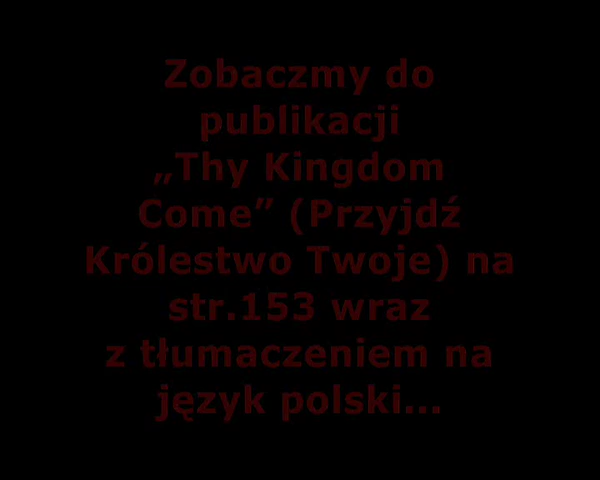 Zobaczmy do
publikacji
„Thy Kingdom
Come” (Przyjdź
Królestwo Twoje) na
str.153 wraz
z tłumaczeniem na
język polski...